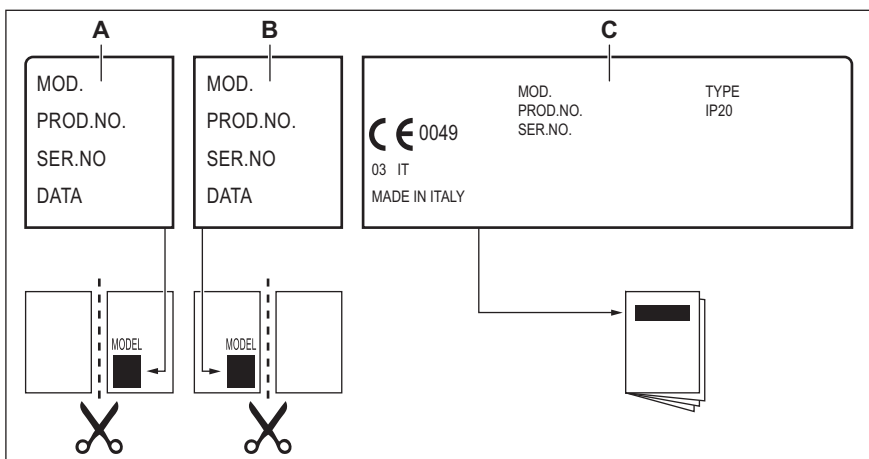 A
B
C
MOD.
PROD.NO.
SER.NO
DATA
MOD.
PROD.NO.
SER.NO
DATA
MOD.
PROD.NO.
SER.NO.
TYPE
IP20
CE 0049
03 IT
MADE IN ITALY
MODEL
MODEL